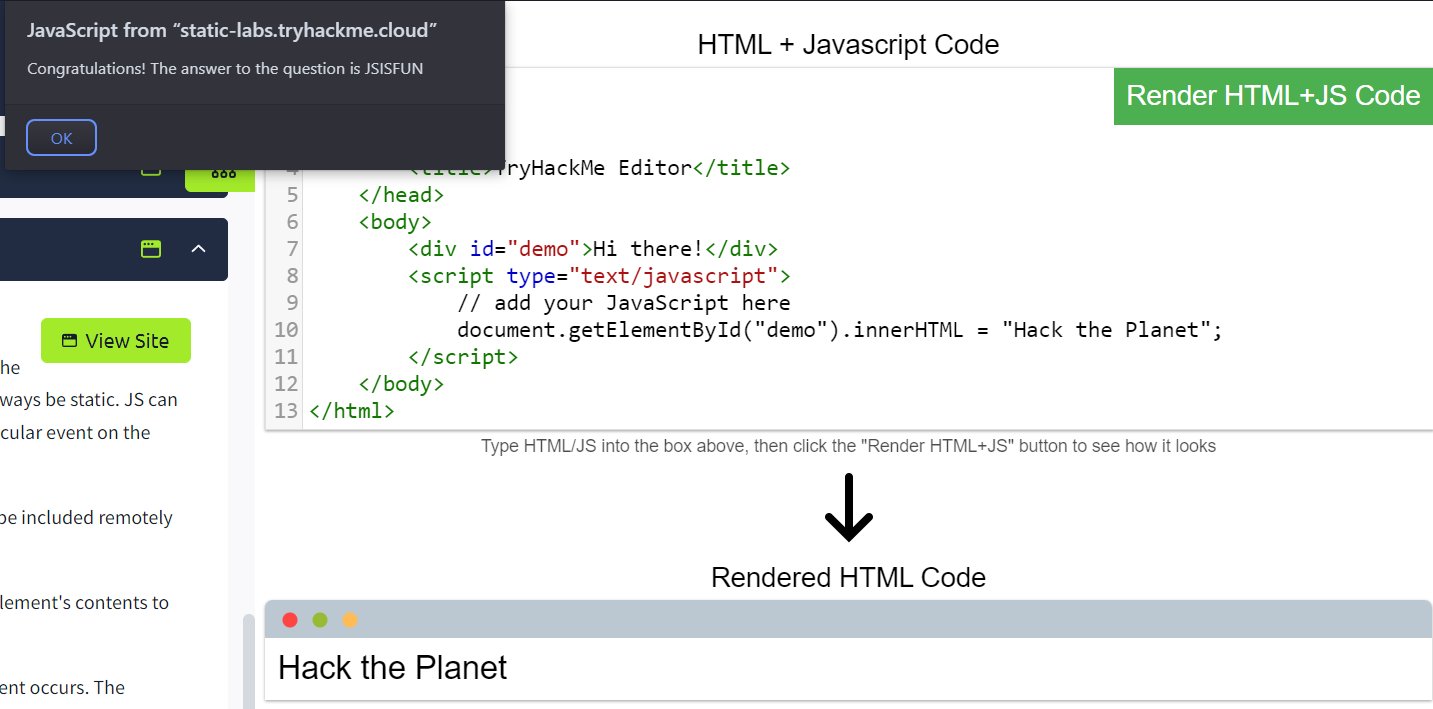 JavaScript from “static-labs.tryhackme.cloud”
Congratulations! The answer to the question is JSISFUN
OK
HTML + Javascript Code
Render HTML+JS Code
TryHackMe Editor</title>
5 </head>
6 <body>
7 <div id="demo">Hi there!</div>
8 <script type="text/javascript">
9 // add your JavaScript here
10 document.getElementById("demo").innerHTML = "Hack the Planet";
11 </script>
12 </body>
13 </html>
Type HTML/JS into the box above, then click the "Render HTML+JS" button to see how it looks
Rendered HTML Code
Hack the Planet
View Site
he
ways be static. JS can
cular event on the
be included remotely
lement's contents to
ent occurs. The